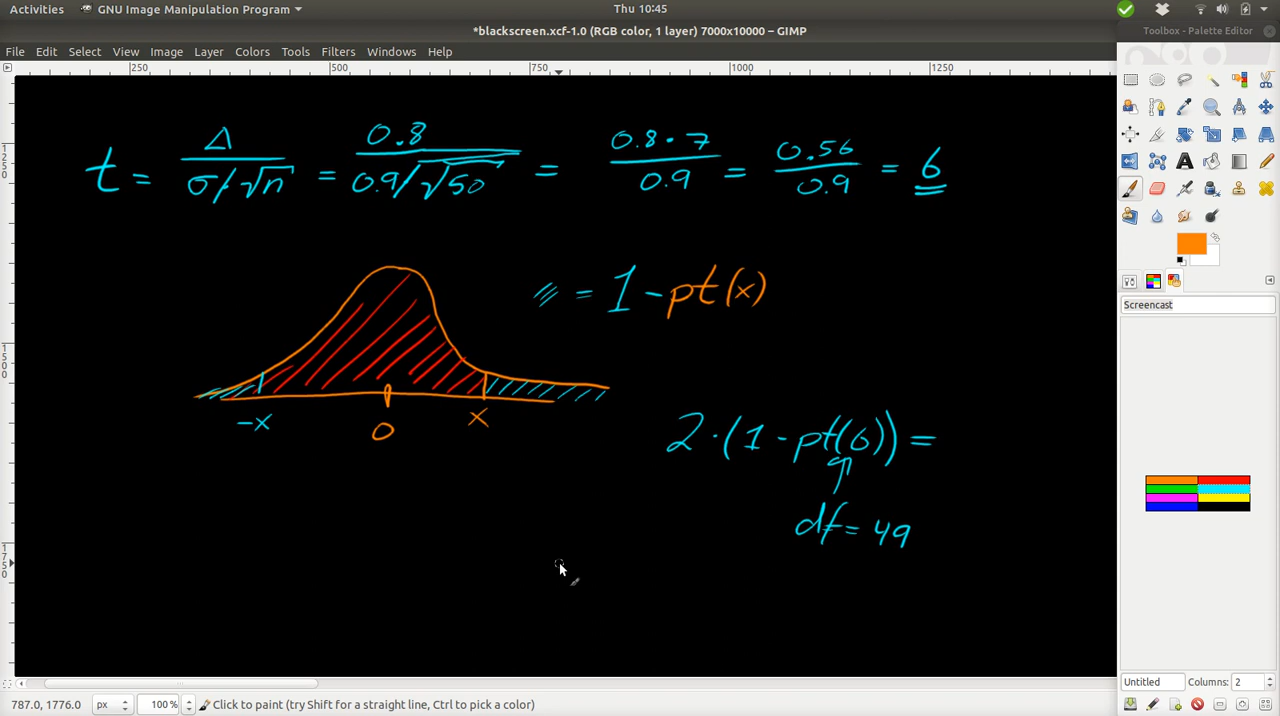 Activities GNU Image Manipulation Program Thu 10:45
*blackscreen.xcf-1.0 (RGB color, 1 layer) 7000x10000 – GIMP
Toolbox - Palette Editor
File Edit Select View Image Layer Colors Tools Filters Windows Help
250 500 750 1000 1250
1250
1500
1750
t = Δ / (σ/√n) = 0.8 / (0.9/√50) = 0.8·7 / 0.9 = 0.56 / 0.9 = 6
= 1 - pt(x)
-x 0 x
2·(1 - pt(6)) =
df = 49
Screencast
Untitled Columns: 2
787.0, 1776.0 px 100 % Click to paint (try Shift for a straight line, Ctrl to pick a color)